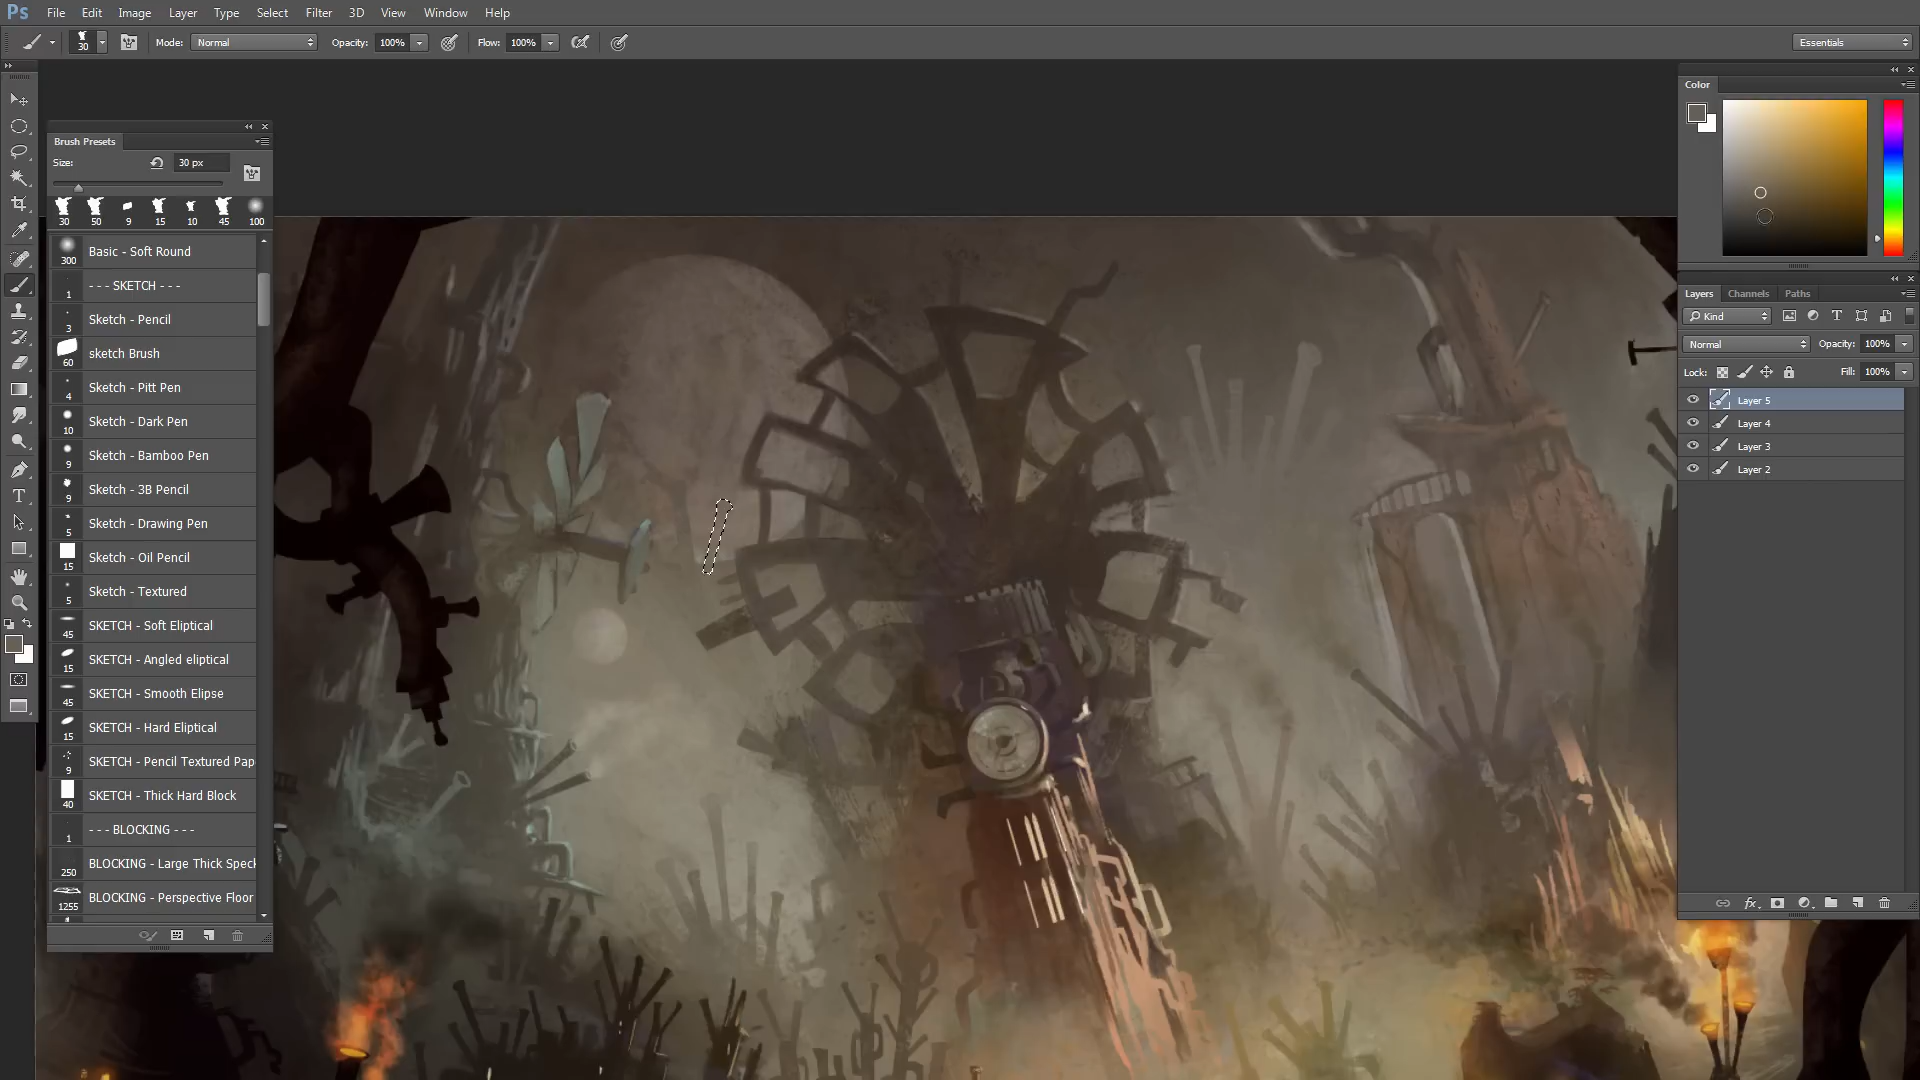 Ps File Edit Image Layer Type Select Filter 3D View Window Help
30 Mode: Normal Opacity: 100% Flow: 100% Essentials
Color
Brush Presets
Size: 30 px
30 50 9 15 10 45 100
300 Basic - Soft Round
1 - - - SKETCH - - -
3 Sketch - Pencil
60 sketch Brush
4 Sketch - Pitt Pen
10 Sketch - Dark Pen
9 Sketch - Bamboo Pen
9 Sketch - 3B Pencil
5 Sketch - Drawing Pen
15 Sketch - Oil Pencil
5 Sketch - Textured
45 SKETCH - Soft Eliptical
15 SKETCH - Angled eliptical
45 SKETCH - Smooth Elipse
15 SKETCH - Hard Eliptical
9 SKETCH - Pencil Textured Pap
40 SKETCH - Thick Hard Block
1 - - - BLOCKING - - -
250 BLOCKING - Large Thick Speck
1255 BLOCKING - Perspective Floor
Layers Channels Paths
Kind
Normal Opacity: 100%
Lock: Fill: 100%
Layer 5
Layer 4
Layer 3
Layer 2